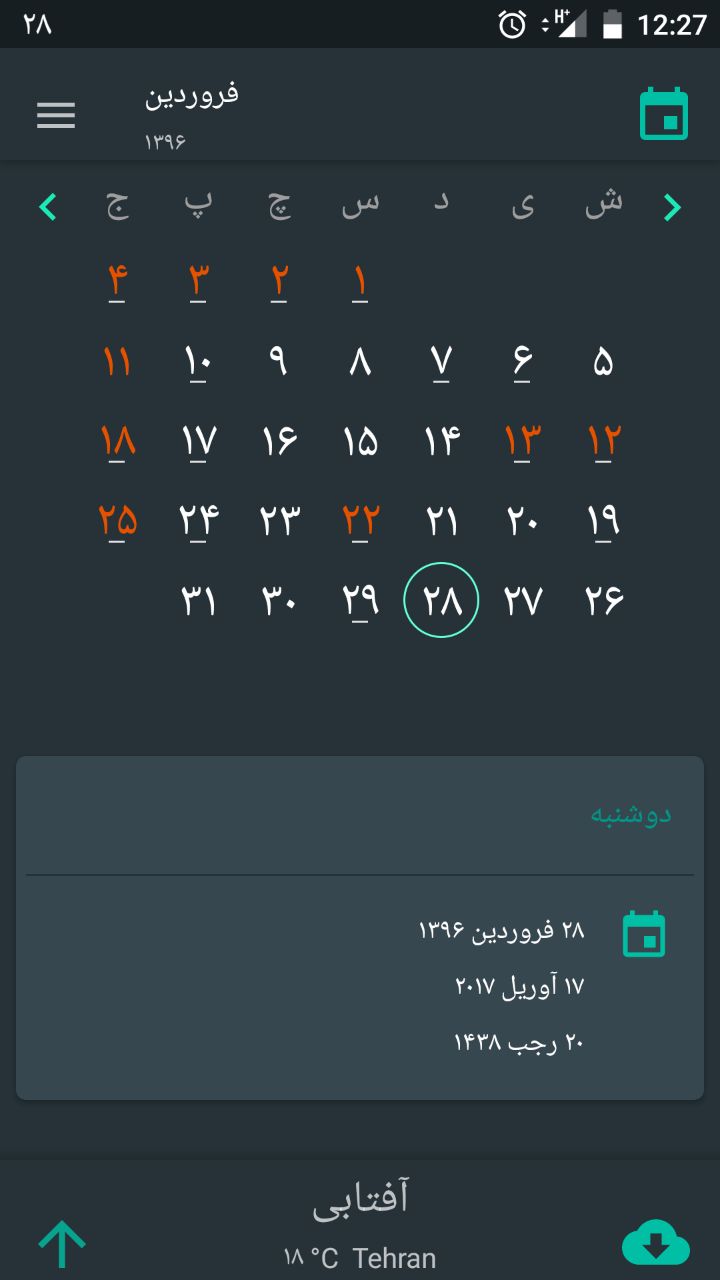 ۲۸ 12:27 H+
فروردین
۱۳۹۶
ش ی د س چ پ ج
۱ ۲ ۳ ۴
۵ ۶ ۷ ۸ ۹ ۱۰ ۱۱
۱۲ ۱۳ ۱۴ ۱۵ ۱۶ ۱۷ ۱۸
۱۹ ۲۰ ۲۱ ۲۲ ۲۳ ۲۴ ۲۵
۲۶ ۲۷ ۲۸ ۲۹ ۳۰ ۳۱
دوشنبه
۲۸ فروردین ۱۳۹۶
۱۷ آوریل ۲۰۱۷
۲۰ رجب ۱۴۳۸
آفتابی
۱۸ °C Tehran